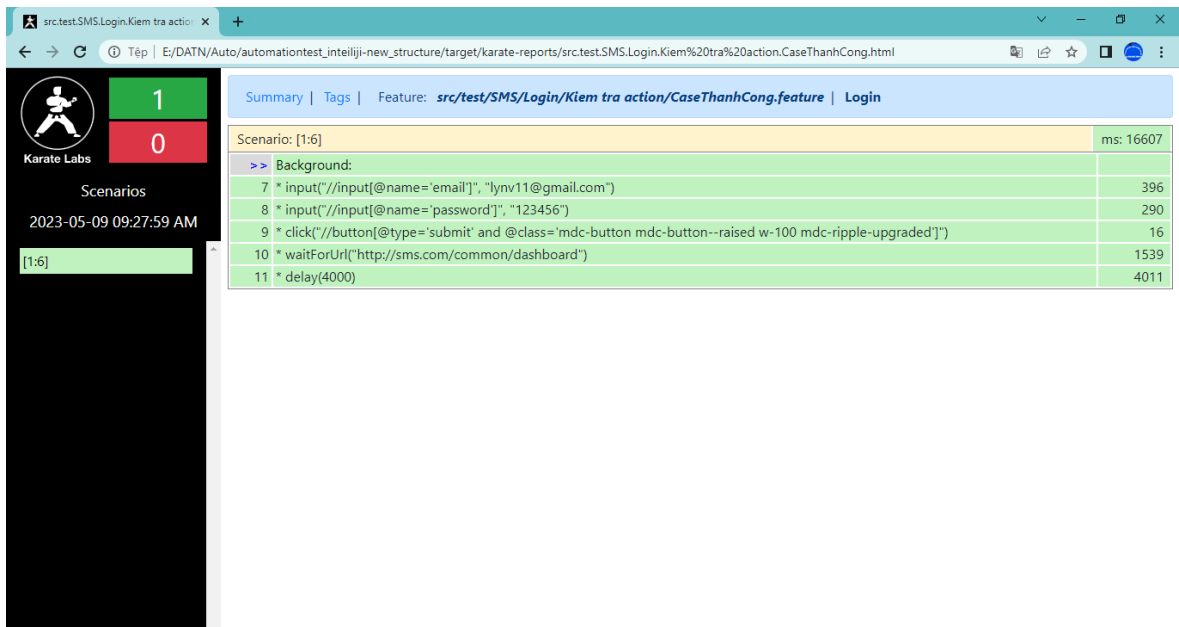 src.test.SMS.Login.Kiem tra action
Tệp | E:/DATN/Auto/automationtest_inteiliji-new_structure/target/karate-reports/src.test.SMS.Login.Kiem%20tra%20action.CaseThanhCong.html
Karate Labs
1
0
Scenarios
2023-05-09 09:27:59 AM
[1:6]
Summary | Tags | Feature: src/test/SMS/Login/Kiem tra action/CaseThanhCong.feature | Login
Scenario: [1:6] ms: 16607
>> Background:
7 * input("//input[@name='email']", "lynv11@gmail.com") 396
8 * input("//input[@name='password']", "123456") 290
9 * click("//button[@type='submit' and @class='mdc-button mdc-button--raised w-100 mdc-ripple-upgraded']") 16
10 * waitForUrl("http://sms.com/common/dashboard") 1539
11 * delay(4000) 4011